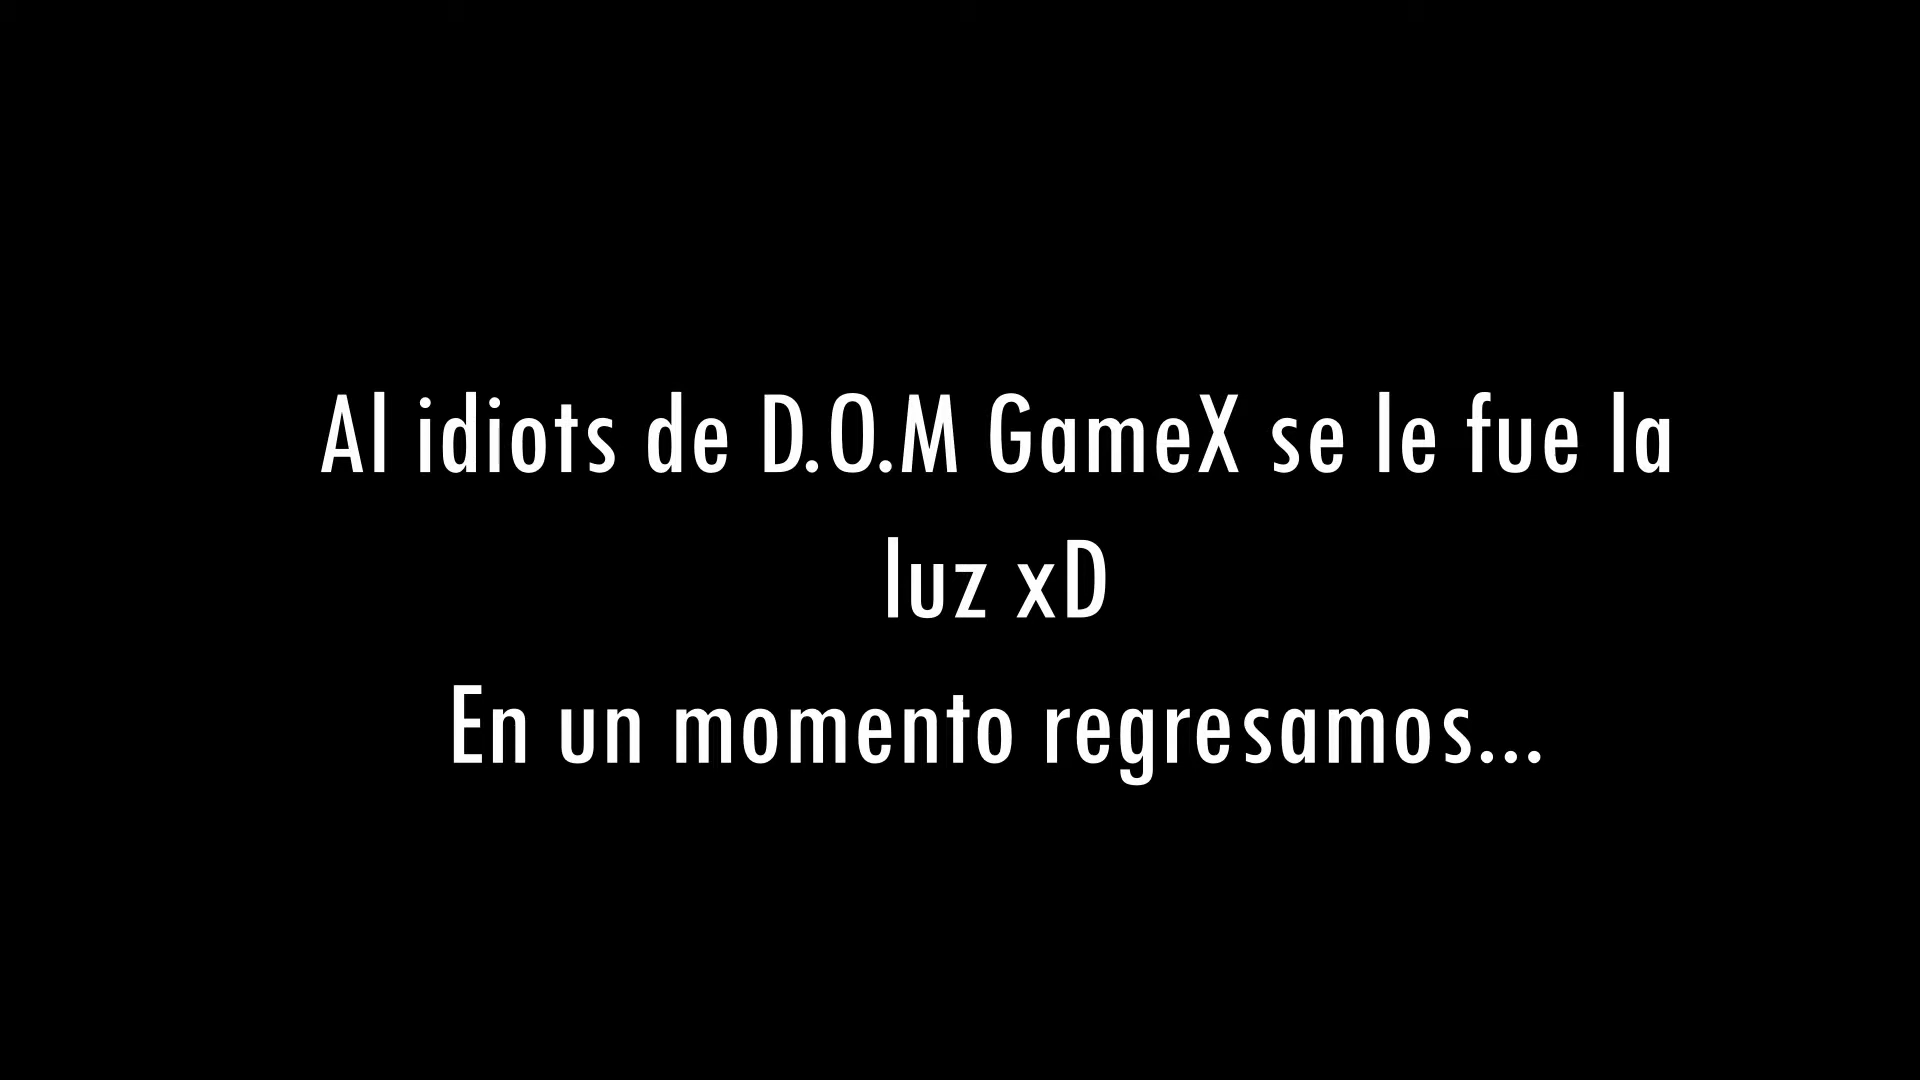 Al idiots de D.O.M GameX se le fue la
luz xD
En un momento regresamos...